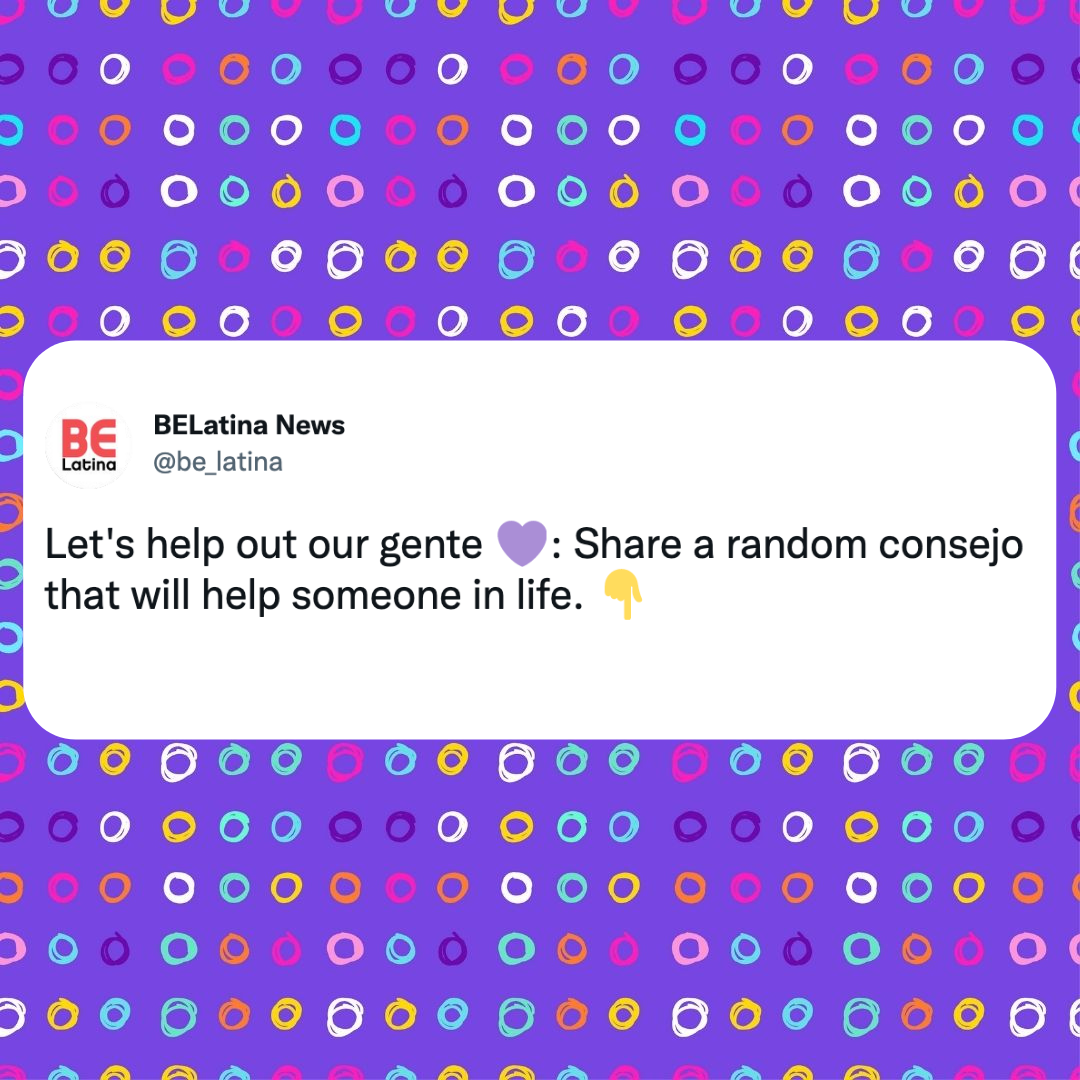 BE
Latina
BELatina News
@be_latina
Let's help out our gente 💜: Share a random consejo
that will help someone in life. 👇